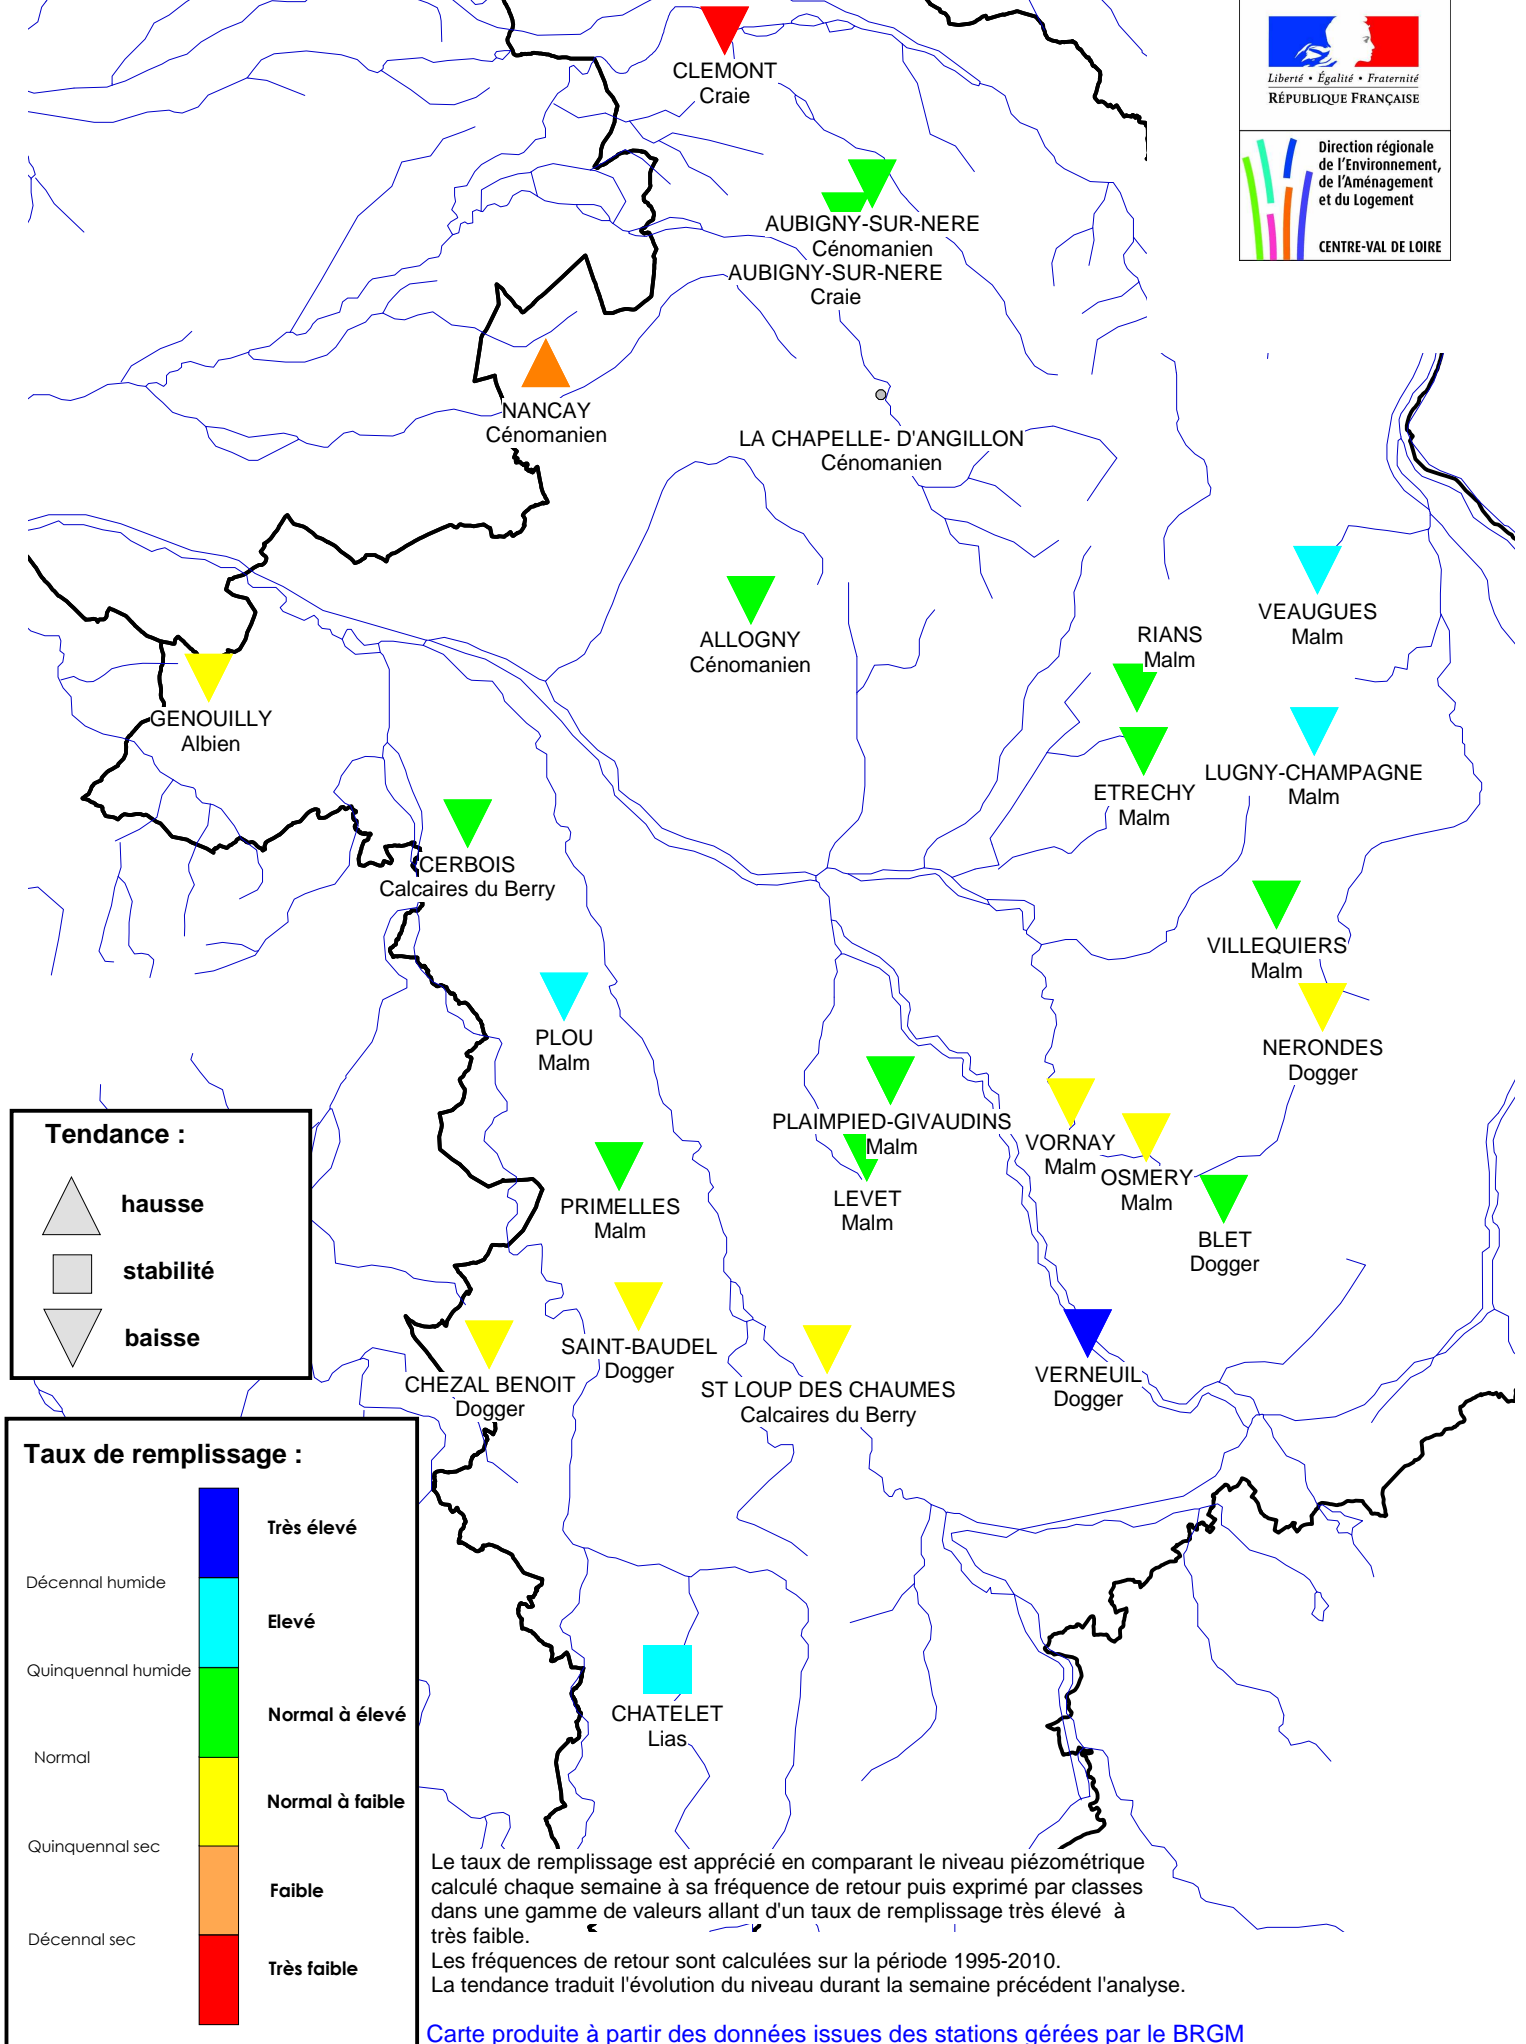 Liberté • Égalité • Fraternité
RÉPUBLIQUE FRANÇAISE
Direction régionale
de l'Environnement,
de l'Aménagement
et du Logement
CENTRE-VAL DE LOIRE
CLEMONT
Craie
AUBIGNY-SUR-NERE
Cénomanien
AUBIGNY-SUR-NERE
Craie
NANCAY
Cénomanien
LA CHAPELLE- D'ANGILLON
Cénomanien
VEAUGUES
Malm
ALLOGNY
Cénomanien
RIANS
Malm
GENOUILLY
Albien
LUGNY-CHAMPAGNE
Malm
ETRECHY
Malm
CERBOIS
Calcaires du Berry
VILLEQUIERS
Malm
PLOU
Malm
NERONDES
Dogger
PLAIMPIED-GIVAUDINS
Malm
VORNAY
Malm
OSMERY
Malm
PRIMELLES
Malm
LEVET
Malm
BLET
Dogger
SAINT-BAUDEL
Dogger
CHEZAL BENOIT
Dogger
ST LOUP DES CHAUMES
Calcaires du Berry
VERNEUIL
Dogger
CHATELET
Lias
Tendance :
hausse
stabilité
baisse
Taux de remplissage :
Très élevé
Décennal humide
Elevé
Quinquennal humide
Normal à élevé
Normal
Normal à faible
Quinquennal sec
Faible
Décennal sec
Très faible
Le taux de remplissage est apprécié en comparant le niveau piézométrique
calculé chaque semaine à sa fréquence de retour puis exprimé par classes
dans une gamme de valeurs allant d'un taux de remplissage très élevé à
très faible.
Les fréquences de retour sont calculées sur la période 1995-2010.
La tendance traduit l'évolution du niveau durant la semaine précédent l'analyse.
Carte produite à partir des données issues des stations gérées par le BRGM